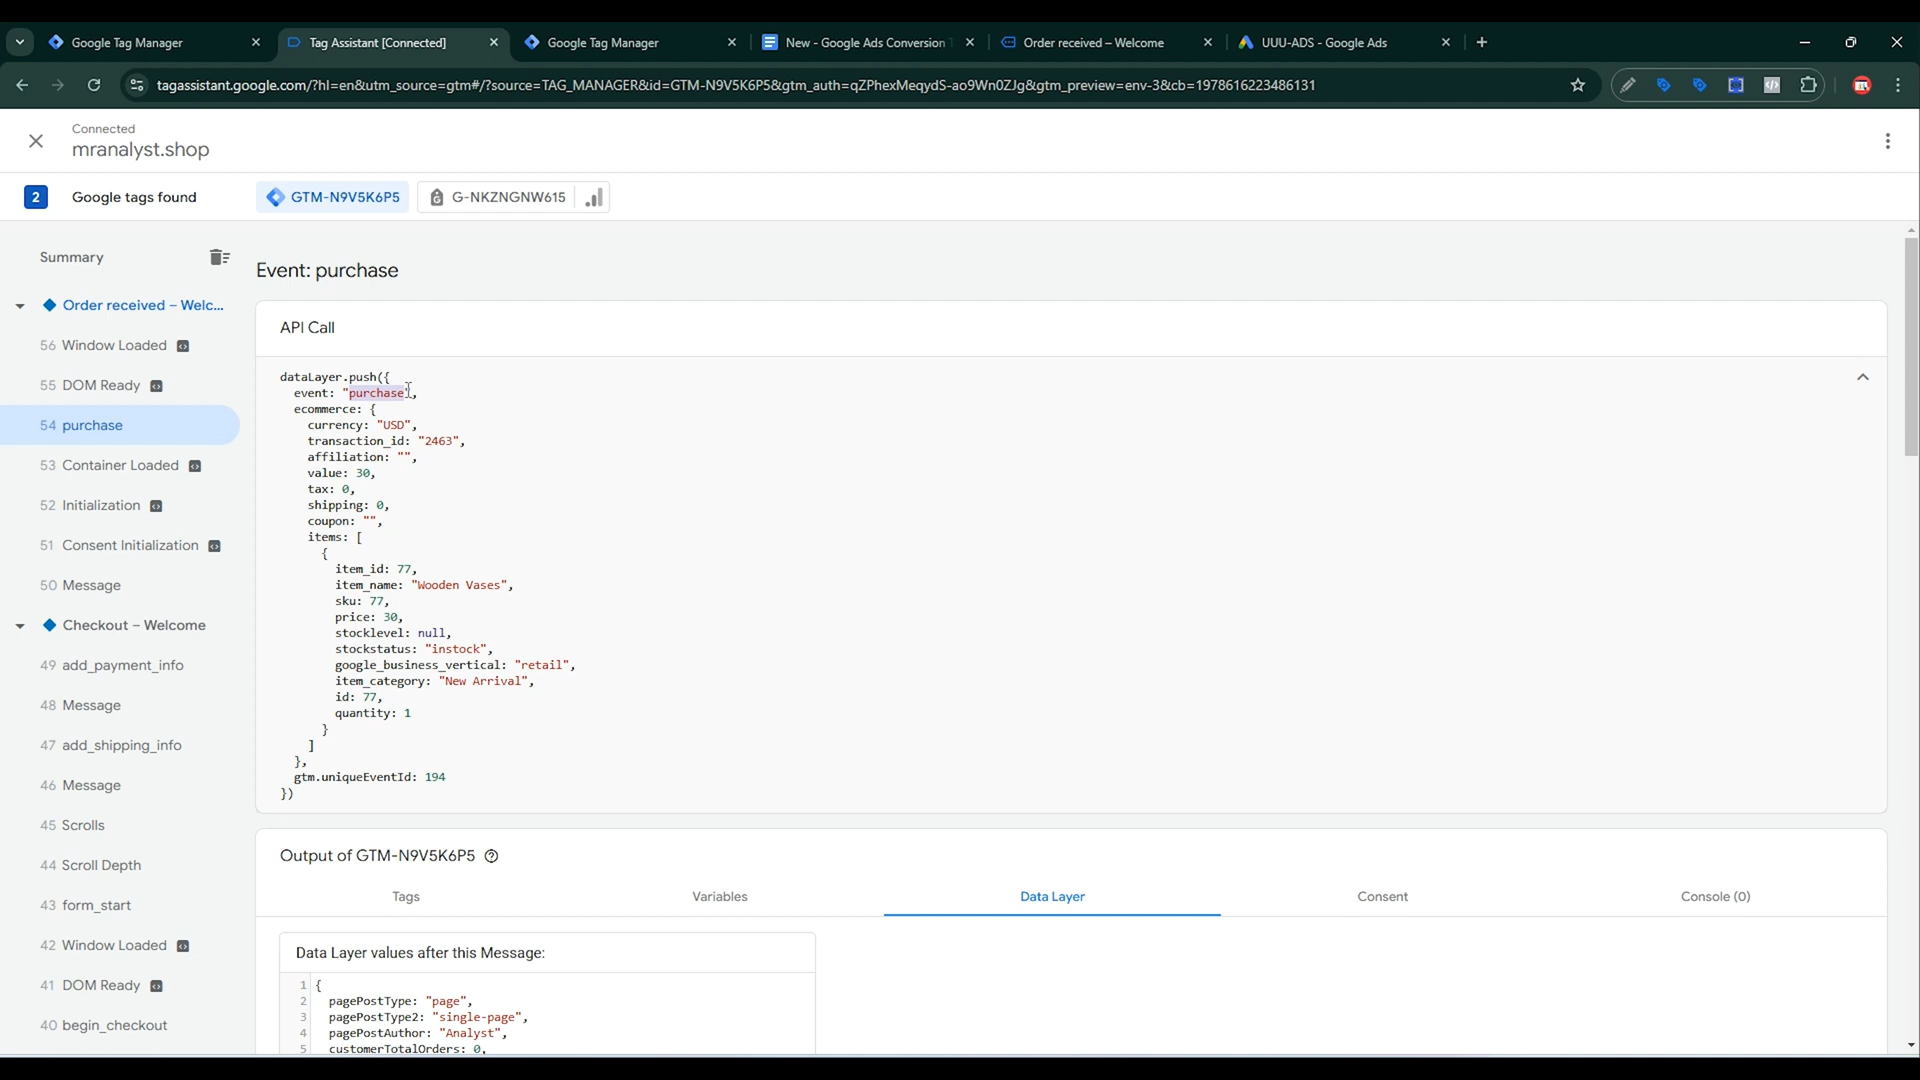 Google Tag Manager
Tag Assistant [Connected]
Google Tag Manager
New - Google Ads Conversion
Order received – Welcome
UUU-ADS - Google Ads
tagassistant.google.com/?hl=en&utm_source=gtm#/?source=TAG_MANAGER&id=GTM-N9V5K6P5&gtm_auth=qZPhexMeqydS-ao9Wn0ZJg&gtm_preview=env-3&cb=1978616223486131
Connected
mranalyst.shop
2
Google tags found
GTM-N9V5K6P5
G-NKZNGNW615
Summary
Order received – Welc...
56 Window Loaded
55 DOM Ready
54 purchase
53 Container Loaded
52 Initialization
51 Consent Initialization
50 Message
Checkout – Welcome
49 add_payment_info
48 Message
47 add_shipping_info
46 Message
45 Scrolls
44 Scroll Depth
43 form_start
42 Window Loaded
41 DOM Ready
40 begin_checkout
Event: purchase
API Call
dataLayer.push({
event: "purchase",
ecommerce: {
currency: "USD",
transaction_id: "2463",
affiliation: "",
value: 30,
tax: 0,
shipping: 0,
coupon: "",
items: [
{
item_id: 77,
item_name: "Wooden Vases",
sku: 77,
price: 30,
stocklevel: null,
stockstatus: "instock",
google_business_vertical: "retail",
item_category: "New Arrival",
id: 77,
quantity: 1
}
]
},
gtm.uniqueEventId: 194
})
Output of GTM-N9V5K6P5
Tags
Variables
Data Layer
Consent
Console (0)
Data Layer values after this Message:
1 {
2 pagePostType: "page",
3 pagePostType2: "single-page",
4 pagePostAuthor: "Analyst",
5 customerTotalOrders: 0,